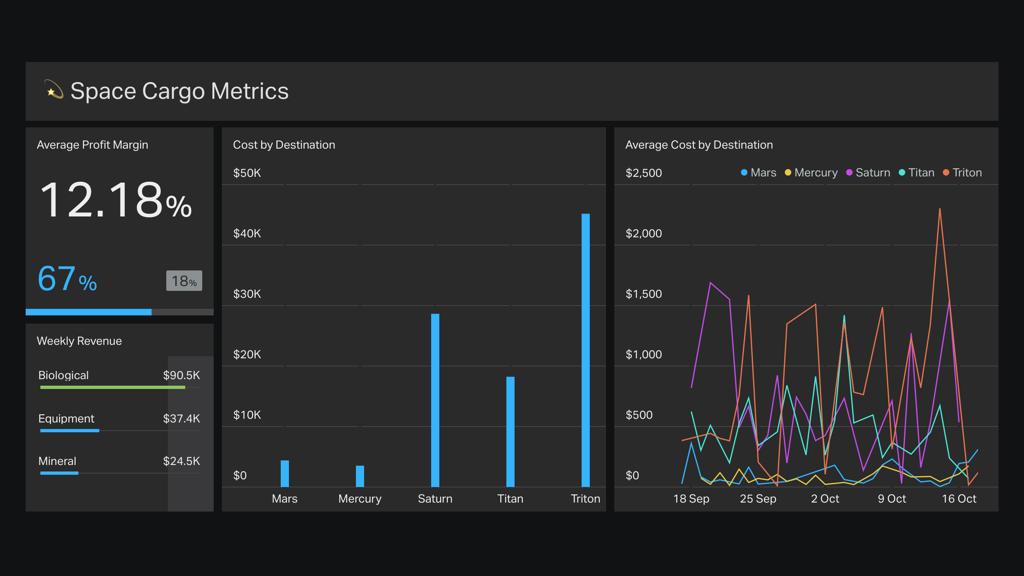 Space Cargo Metrics
Average Profit Margin
12.18%
67%
18%
Weekly Revenue
Biological $90.5K
Equipment $37.4K
Mineral $24.5K
Cost by Destination
$50K
$40K
$30K
$20K
$10K
$0
Mars Mercury Saturn Titan Triton
Average Cost by Destination
$2,500
Mars Mercury Saturn Titan Triton
$2,000
$1,500
$1,000
$500
$0
18 Sep 25 Sep 2 Oct 9 Oct 16 Oct